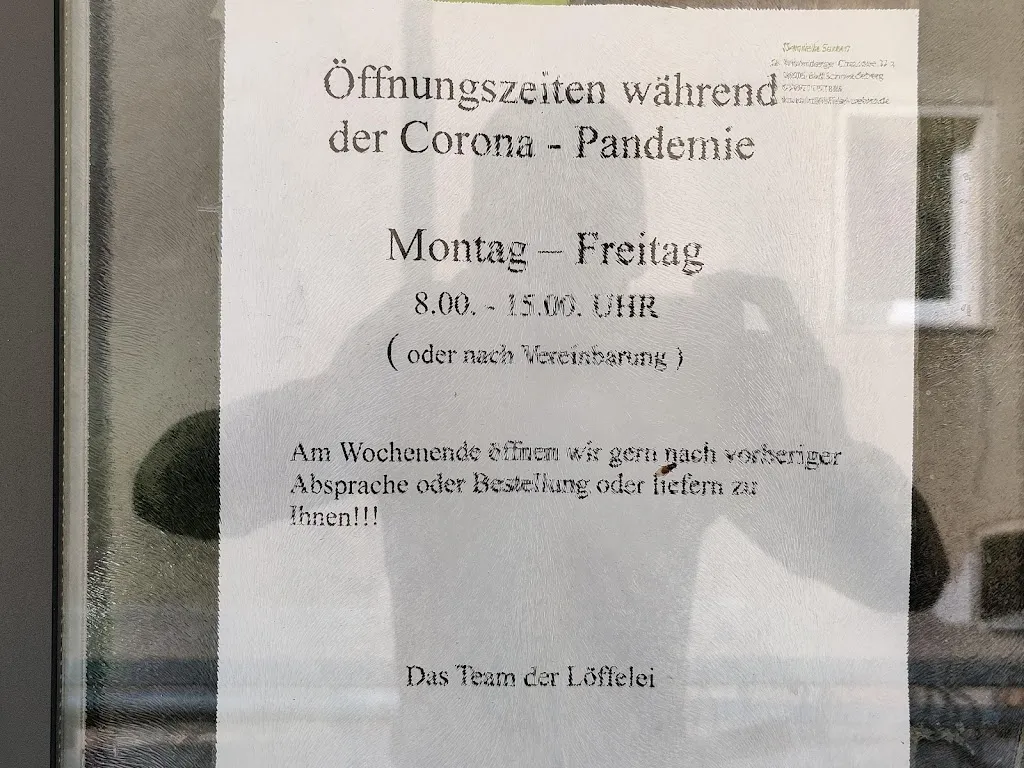 Öffnungszeiten während
der Corona - Pandemie
Montag – Freitag
8.00. - 15.00. UHR
( oder nach Vereinbarung )
Am Wochenende öffnen wir gern nach vorheriger
Absprache oder Bestellung oder liefern zu
Ihnen!!!
Das Team der Löffelei